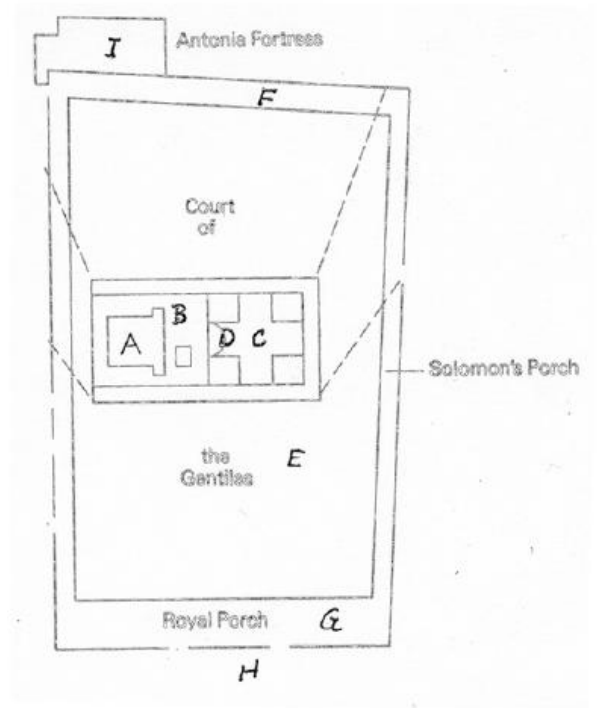 I
Antonia Fortress
F
Court
of
B
A
D C
Solomon's Porch
the E
Gentiles
Royal Porch G
H